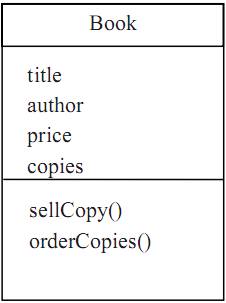 Book
title
author
price
copies
sellCopy()
orderCopies()